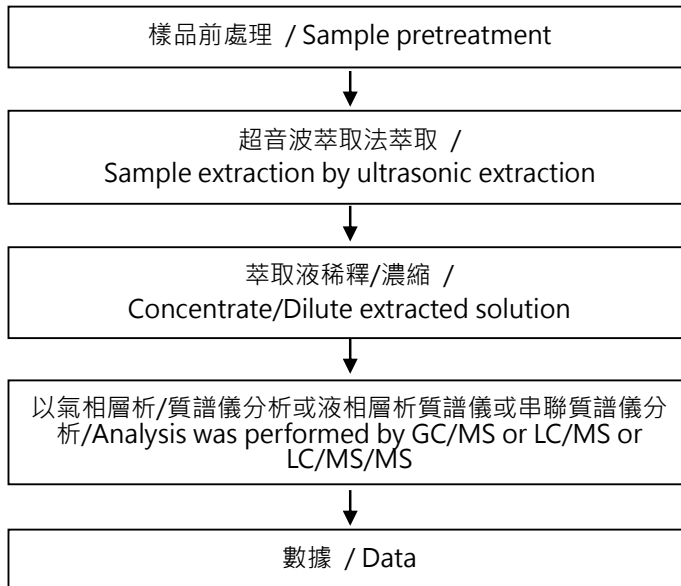 樣品前處理 / Sample pretreatment
超音波萃取法萃取 /
Sample extraction by ultrasonic extraction
萃取液稀釋/濃縮 /
Concentrate/Dilute extracted solution
以氣相層析/質譜儀分析或液相層析質譜儀或串聯質譜儀分
析/Analysis was performed by GC/MS or LC/MS or
LC/MS/MS
數據 / Data